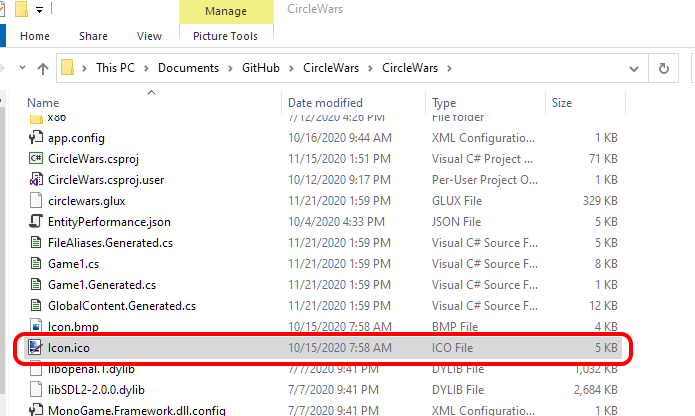 Manage
CircleWars
Home Share View Picture Tools
This PC > Documents > GitHub > CircleWars > CircleWars >
Name Date modified Type Size
x86 7/12/2020 4:26 PM File folder
app.config 10/16/2020 9:44 AM XML Configuratio... 1 KB
CircleWars.csproj 11/15/2020 1:51 PM Visual C# Project ... 71 KB
CircleWars.csproj.user 10/12/2020 9:17 PM Per-User Project O... 3 KB
circlewars.glux 11/21/2020 1:59 PM GLUX File 329 KB
EntityPerformance.json 10/4/2020 4:33 PM JSON File 5 KB
FileAliases.Generated.cs 11/21/2020 1:59 PM Visual C# Source F... 5 KB
Game1.cs 11/21/2020 1:59 PM Visual C# Source F... 8 KB
Game1.Generated.cs 11/21/2020 1:59 PM Visual C# Source F... 1 KB
GlobalContent.Generated.cs 11/21/2020 1:59 PM Visual C# Source F... 12 KB
Icon.bmp 10/15/2020 7:58 AM BMP File 4 KB
Icon.ico 10/15/2020 7:58 AM ICO File 5 KB
libopenal.1.dylib 7/7/2020 9:41 PM DYLIB File 1,032 KB
libSDL2-2.0.0.dylib 7/7/2020 9:41 PM DYLIB File 2,684 KB
MonoGame.Framework.dll.config 7/7/2020 9:41 PM XML Configuratio... 2 KB